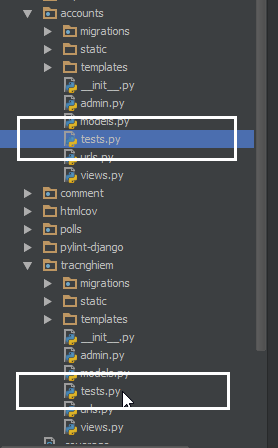 accounts
migrations
static
templates
__init__.py
admin.py
models.py
tests.py
urls.py
views.py
comment
htmlcov
polls
pylint-django
tracnghiem
migrations
static
templates
__init__.py
admin.py
models.py
tests.py
urls.py
views.py